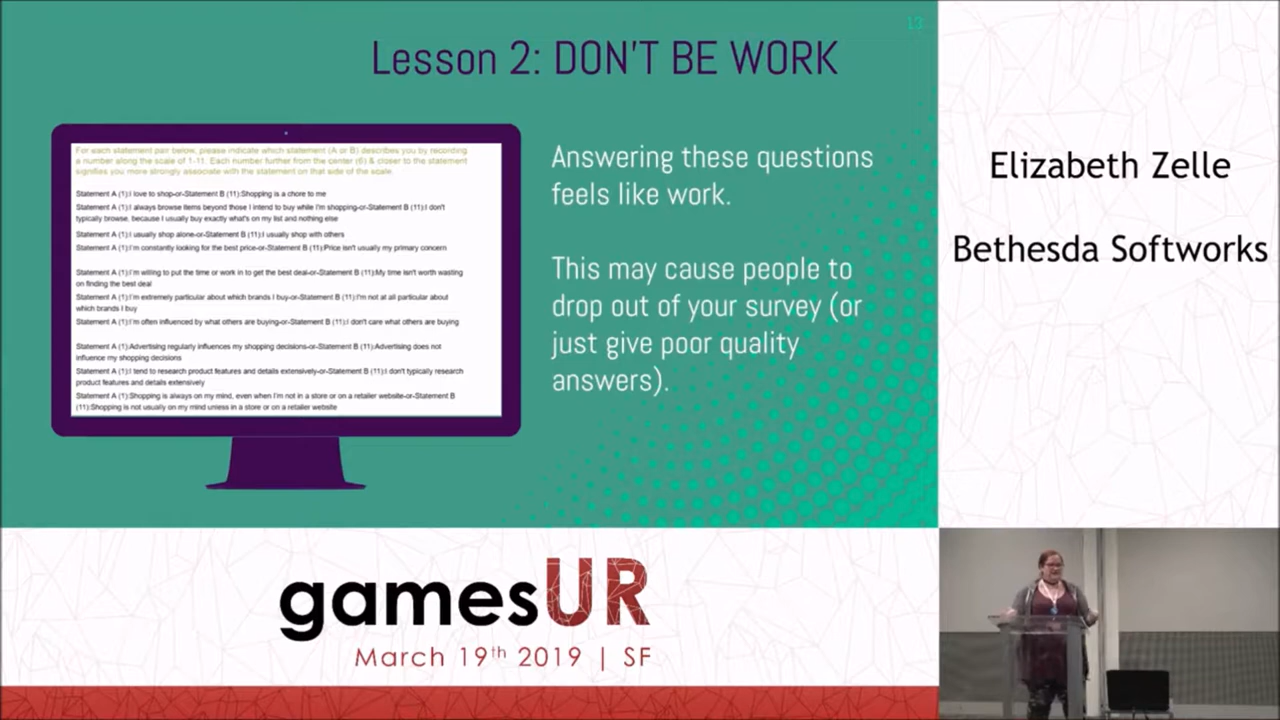 13
Lesson 2: DON'T BE WORK
For each statement pair below, please indicate which statement (A or B) describes you by recording
a number along the scale of 1-11. Each number further from the center (6) & closer to the statement
signifies you more strongly associate with the statement on that side of the scale.
Statement A (1):I love to shop-or-Statement B (11):Shopping is a chore to me
Statement A (1):I always browse items beyond those I intend to buy while I'm shopping-or-Statement B (11):I don't
typically browse, because I usually buy exactly what's on my list and nothing else
Statement A (1):I usually shop alone-or-Statement B (11):I usually shop with others
Statement A (1):I'm constantly looking for the best price-or-Statement B (11):Price isn't usually my primary concern
Statement A (1):I'm willing to put the time or work in to get the best deal-or-Statement B (11):My time isn't worth wasting
on finding the best deal
Statement A (1):I'm extremely particular about which brands I buy-or-Statement B (11):I'm not at all particular about
which brands I buy
Statement A (1):I'm often influenced by what others are buying-or-Statement B (11):I don't care what others are buying
Statement A (1):Advertising regularly influences my shopping decisions-or-Statement B (11):Advertising does not
influence my shopping decisions
Statement A (1):I tend to research product features and details extensively-or-Statement B (11):I don't typically research
product features and details extensively
Statement A (1):Shopping is always on my mind, even when I'm not in a store or on a retailer website-or-Statement B
(11):Shopping is not usually on my mind unless in a store or on a retailer website
Answering these questions
feels like work.
This may cause people to
drop out of your survey (or
just give poor quality
answers).
Elizabeth Zelle
Bethesda Softworks
gamesUR
March 19th 2019 | SF